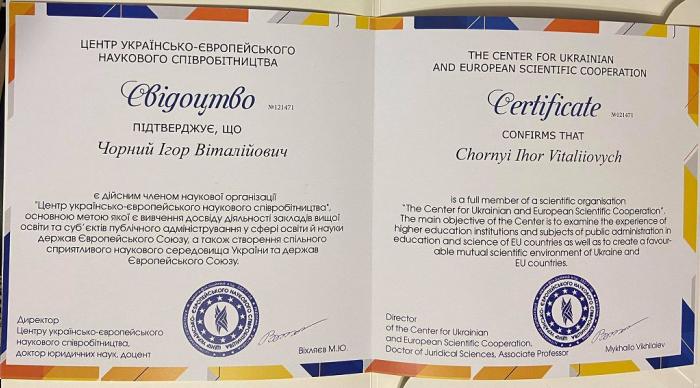 ЦЕНТР УКРАЇНСЬКО-ЄВРОПЕЙСЬКОГО
НАУКОВОГО СПІВРОБІТНИЦТВА
Свідоцтво №121471
ПІДТВЕРДЖУЄ, ЩО
Чорний Ігор Віталійович
є дійсним членом наукової організації
"Центр українсько-європейського наукового співробітництва",
основною метою якої є вивчення досвіду діяльності закладів вищої
освіти та суб'єктів публічного адміністрування у сфері освіти й науки
держав Європейського Союзу, а також створення спільного
сприятливого наукового середовища України та держав
Європейського Союзу.
Директор
Центру українсько-європейського
наукового співробітництва,
доктор юридичних наук, доцент
Віхляєв М.Ю.
THE CENTER FOR UKRAINIAN
AND EUROPEAN SCIENTIFIC COOPERATION
Certificate №121471
CONFIRMS THAT
Chornyi Ihor Vitaliiovych
is a full member of a scientific organisation
"The Center for Ukrainian and European Scientific Cooperation".
The main objective of the Center is to examine the experience of
higher education institutions and subjects of public administration in
education and science of EU countries as well as to create a favour-
able mutual scientific environment of Ukraine and
EU countries.
Director
of the Center for Ukrainian
and European Scientific Cooperation,
Doctor of Juridical Sciences, Associate Professor
Mykhailo Vikhliaiev